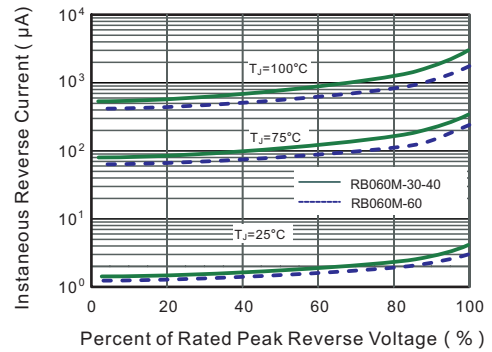 Instaneous Reverse Current ( μA)
10⁴
10³
10²
10¹
10⁰
TJ=100°C
TJ=75°C
RB060M-30-40
RB060M-60
TJ=25°C
0 20 40 60 80 100
Percent of Rated Peak Reverse Voltage ( % )